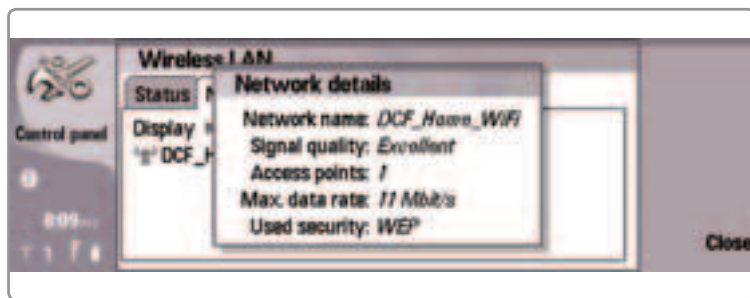 Wireless LAN
Status N
Display
DCF_H
Control panel
8:09
Network details
Network name: DCF_Home_WiFi
Signal quality: Excellent
Access points: 1
Max. data rate: 11 Mbit/s
Used security: WEP
Close